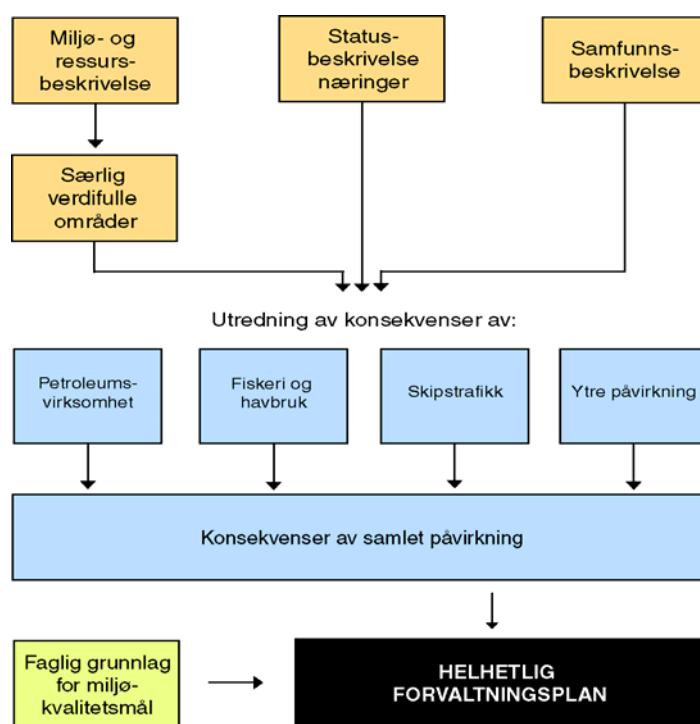 Miljø- og
ressurs-
beskrivelse
Status-
beskrivelse
næringer
Samfunns-
beskrivelse
Særlig
verdifulle
områder
Utredning av konsekvenser av:
Petroleums-
virksomhet
Fiskeri og
havbruk
Skipstrafikk
Ytre påvirkning
Konsekvenser av samlet påvirkning
Faglig grunnlag
for miljø-
kvalitetsmål
HELHETLIG
FORVALTNINGSPLAN